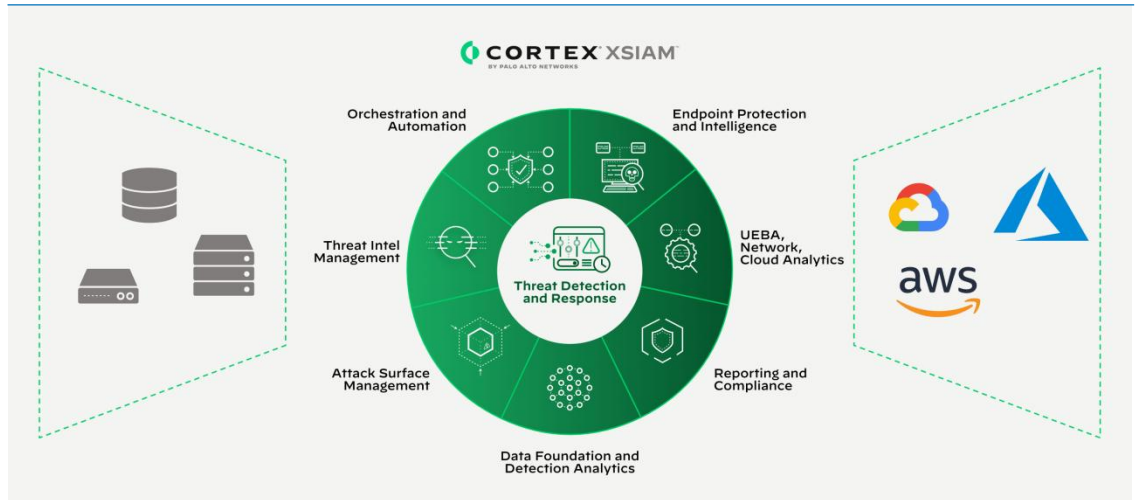 CORTEX XSIAM
BY PALO ALTO NETWORKS
Orchestration and
Automation
Endpoint Protection
and Intelligence
Threat Intel
Management
UEBA,
Network,
Cloud Analytics
Threat Detection
and Response
aws
Attack Surface
Management
Reporting and
Compliance
Data Foundation and
Detection Analytics